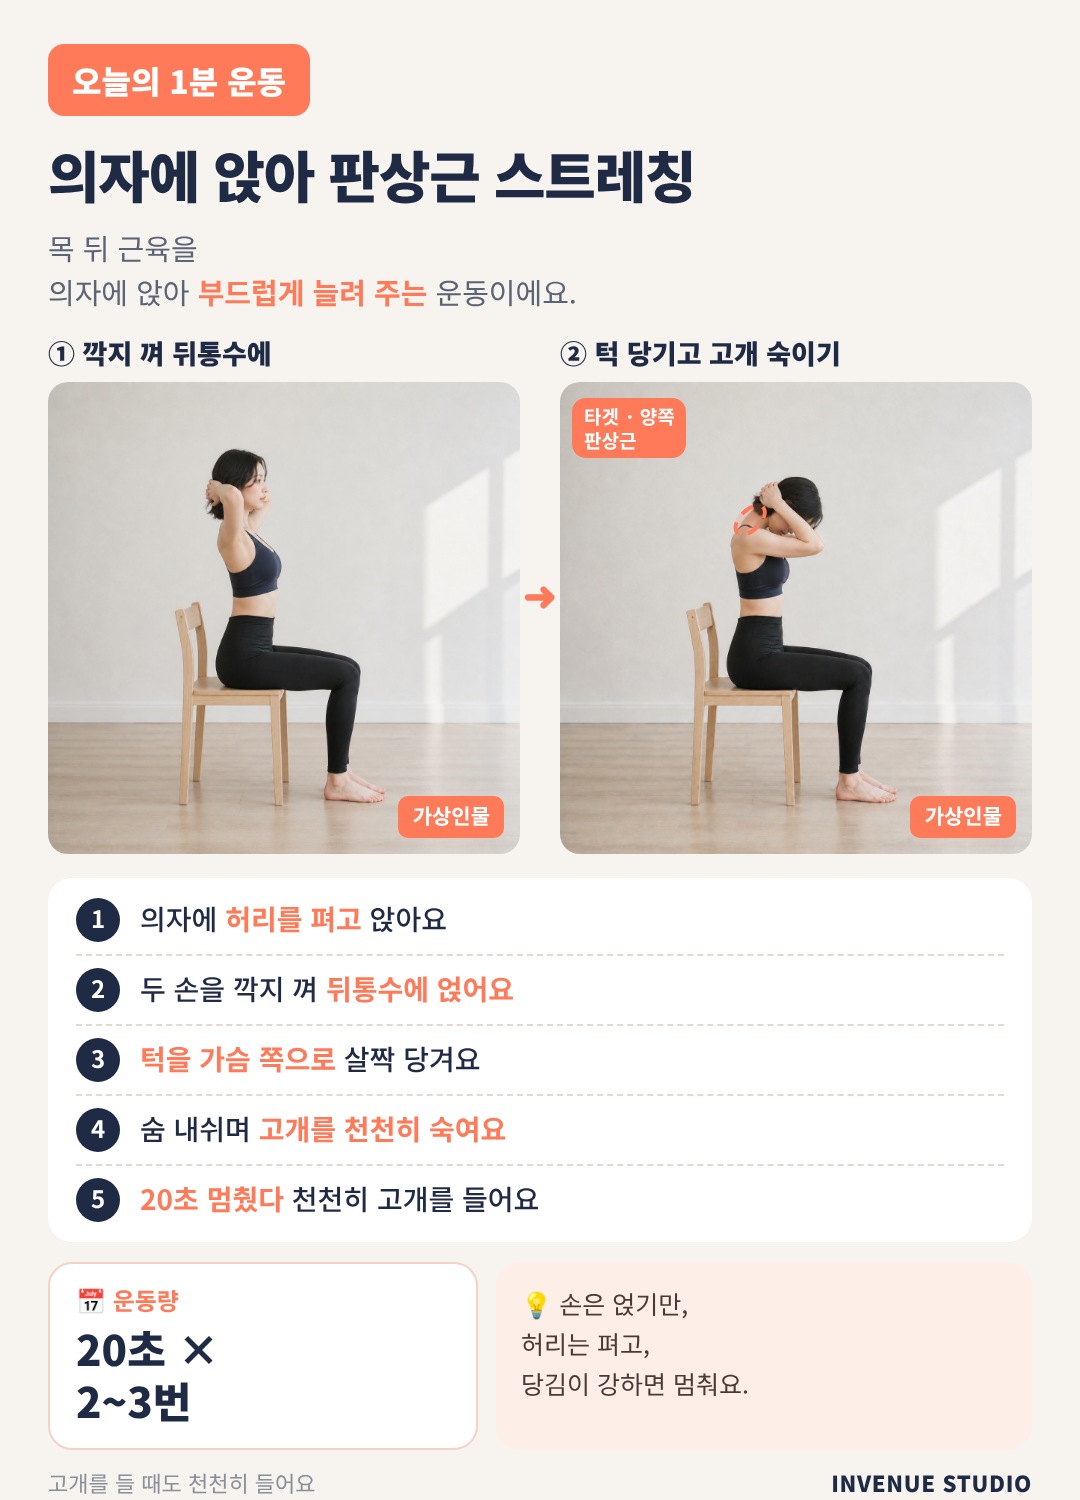 오늘의 1분 운동
의자에 앉아 판상근 스트레칭
목 뒤 근육을
의자에 앉아 부드럽게 늘려 주는 운동이에요.
① 깍지 껴 뒤통수에
② 턱 당기고 고개 숙이기
타겟 · 양쪽
판상근
가상인물
가상인물
1 의자에 허리를 펴고 앉아요
2 두 손을 깍지 껴 뒤통수에 얹어요
3 턱을 가슴 쪽으로 살짝 당겨요
4 숨 내쉬며 고개를 천천히 숙여요
5 20초 멈췄다 천천히 고개를 들어요
📅 운동량
20초 ×
2~3번
💡 손은 얹기만,
허리는 펴고,
당김이 강하면 멈춰요.
고개를 들 때도 천천히 들어요
INVENUE STUDIO